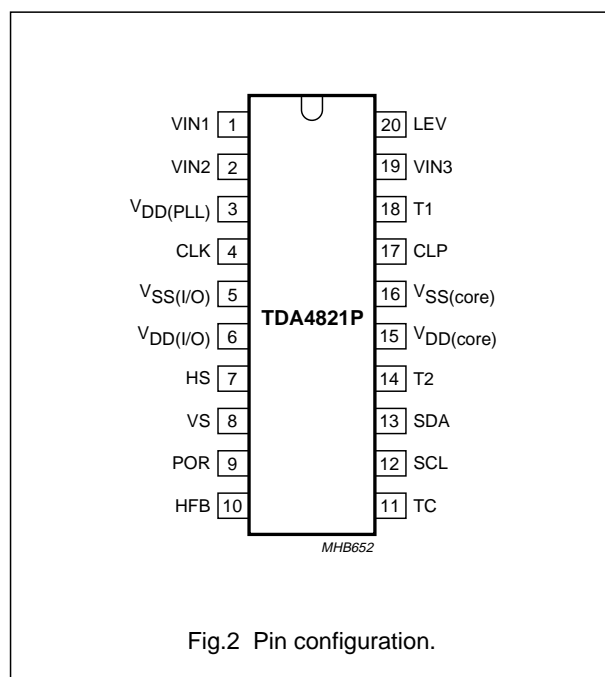 VIN1 1 20 LEV
VIN2 2 19 VIN3
VDD(PLL) 3 18 T1
CLK 4 17 CLP
VSS(I/O) 5 16 VSS(core)
TDA4821P
VDD(I/O) 6 15 VDD(core)
HS 7 14 T2
VS 8 13 SDA
POR 9 12 SCL
HFB 10 11 TC
MHB652
Fig.2 Pin configuration.